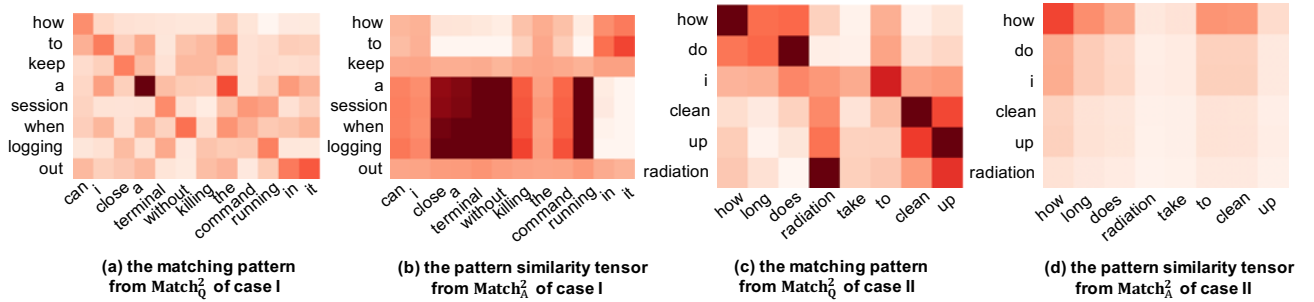 how
to
keep
a
session
when
logging
out
can
i
close
a
terminal
without
killing
the
command
running
in
it
(a) the matching pattern
from Match²_Q of case I
how
to
keep
a
session
when
logging
out
can
i
close
a
terminal
without
killing
the
command
running
in
it
(b) the pattern similarity tensor
from Match²_A of case I
how
do
i
clean
up
radiation
how
long
does
radiation
take
to
clean
up
(c) the matching pattern
from Match²_Q of case II
how
do
i
clean
up
radiation
how
long
does
radiation
take
to
clean
up
(d) the pattern similarity tensor
from Match²_A of case II